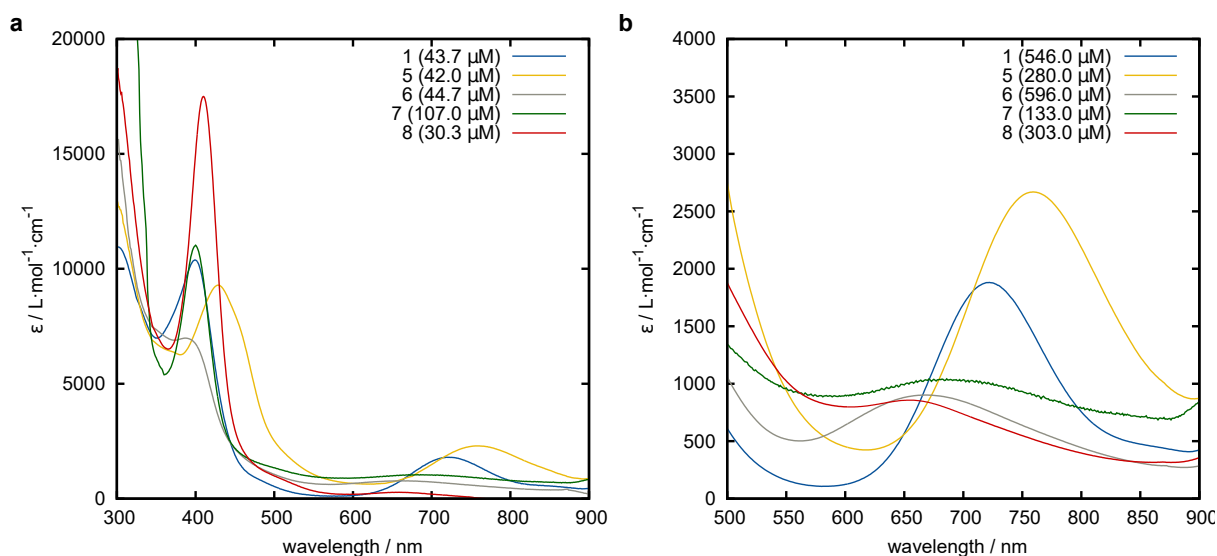 a
20000
15000
10000
5000
0
300 400 500 600 700 800 900
ε / L·mol⁻¹·cm⁻¹
wavelength / nm
1 (43.7 µM)
5 (42.0 µM)
6 (44.7 µM)
7 (107.0 µM)
8 (30.3 µM)
b
4000
3500
3000
2500
2000
1500
1000
500
0
500 550 600 650 700 750 800 850 900
ε / L·mol⁻¹·cm⁻¹
wavelength / nm
1 (546.0 µM)
5 (280.0 µM)
6 (596.0 µM)
7 (133.0 µM)
8 (303.0 µM)